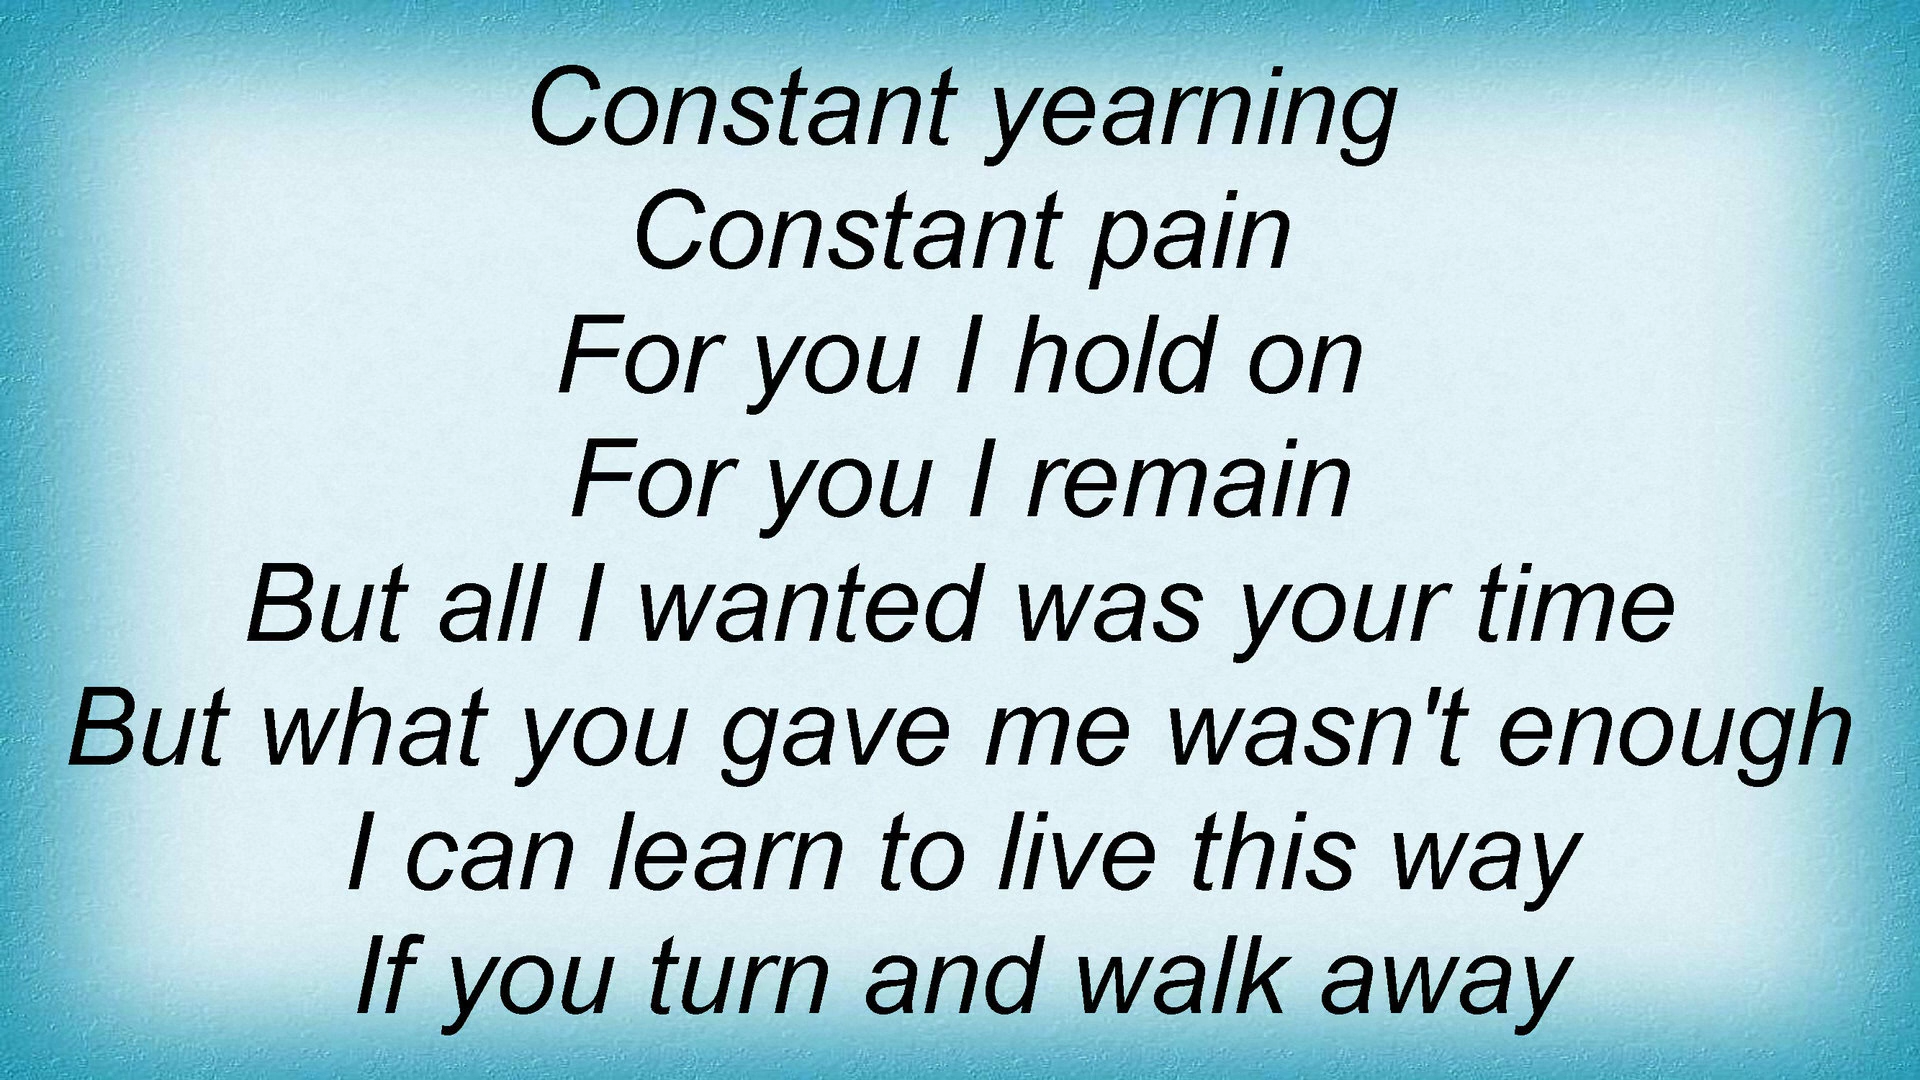 Constant yearning
Constant pain
For you I hold on
For you I remain
But all I wanted was your time
But what you gave me wasn't enough
I can learn to live this way
If you turn and walk away